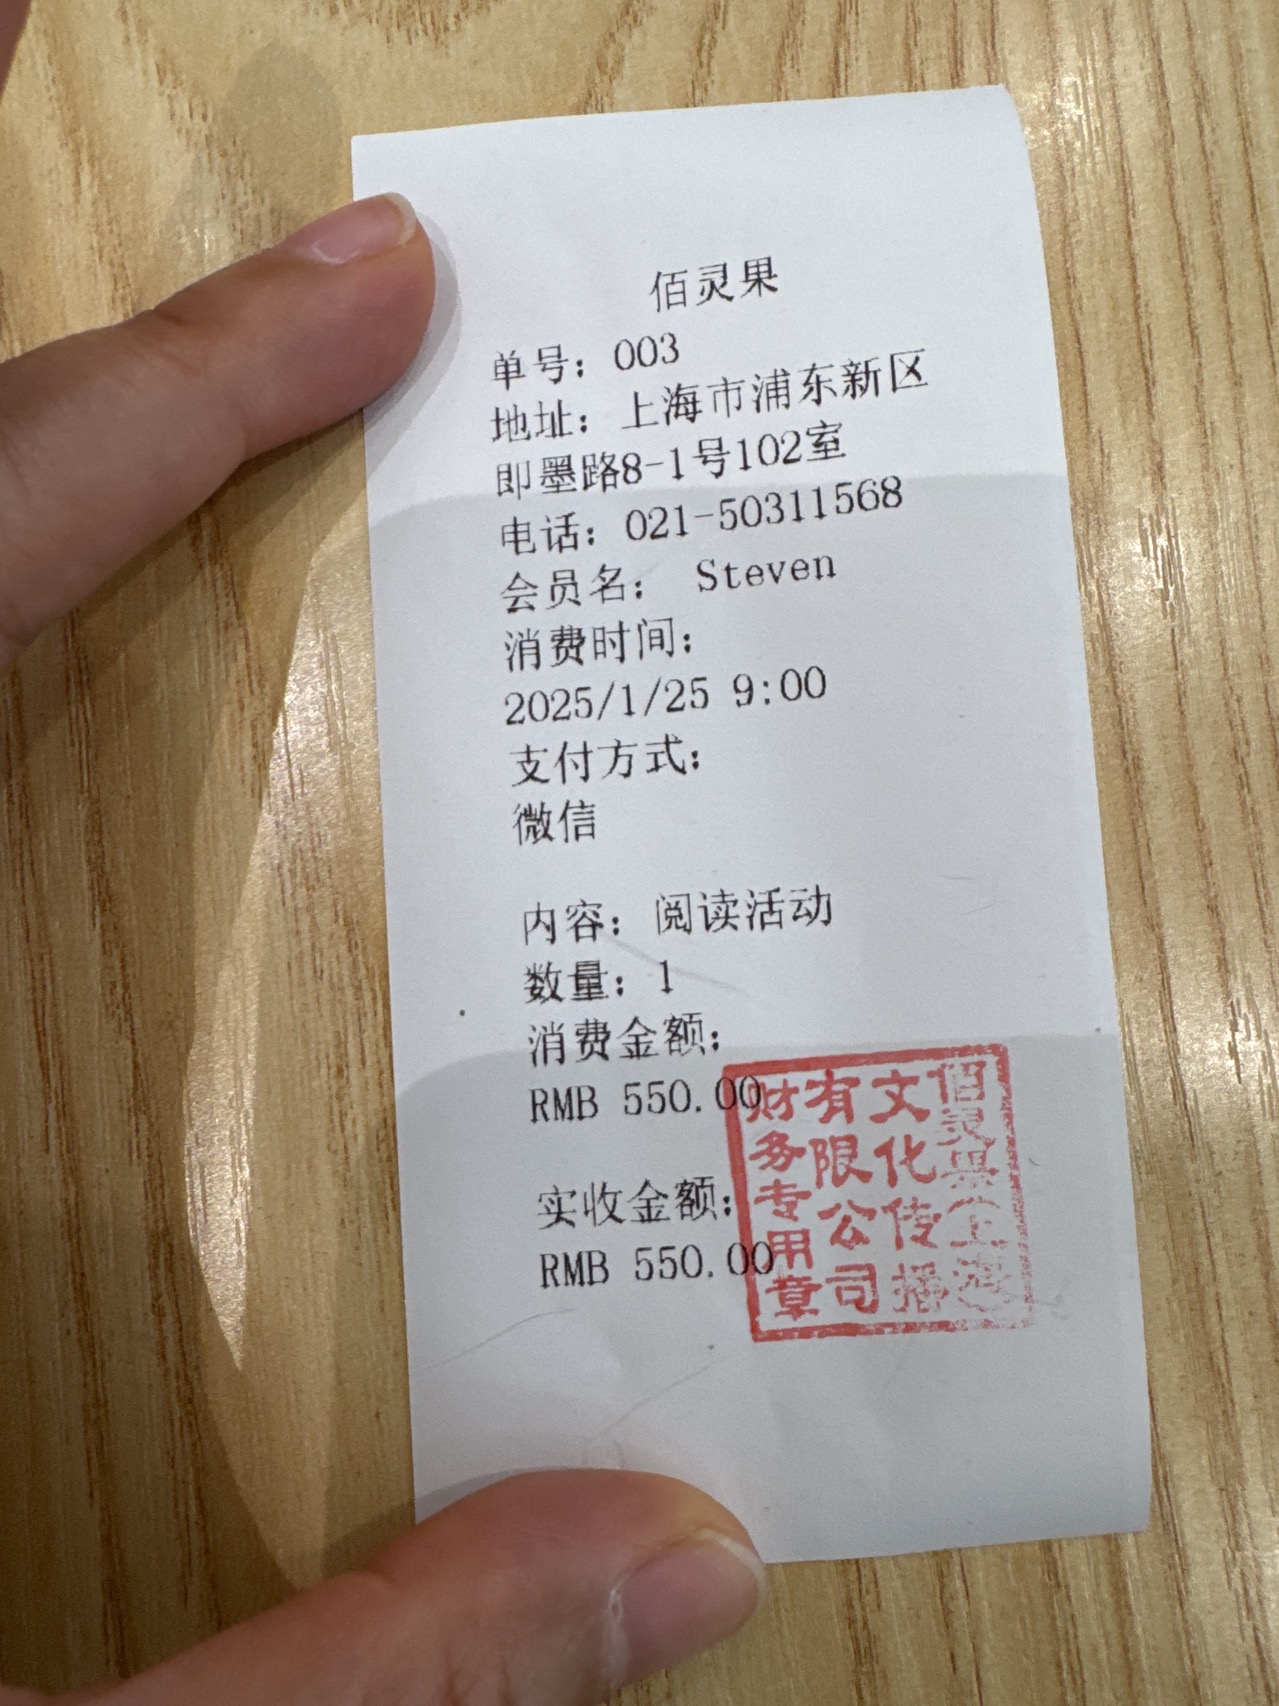 佰灵果
单号：003
地址：上海市浦东新区
即墨路8-1号102室
电话：021-50311568
会员名： Steven
消费时间：
2025/1/25 9:00
支付方式：
微信
内容：阅读活动
数量：1
消费金额：
RMB 550.00
实收金额：
RMB 550.00
佰灵果（上海）
文化传播
有限公司
财务专用章